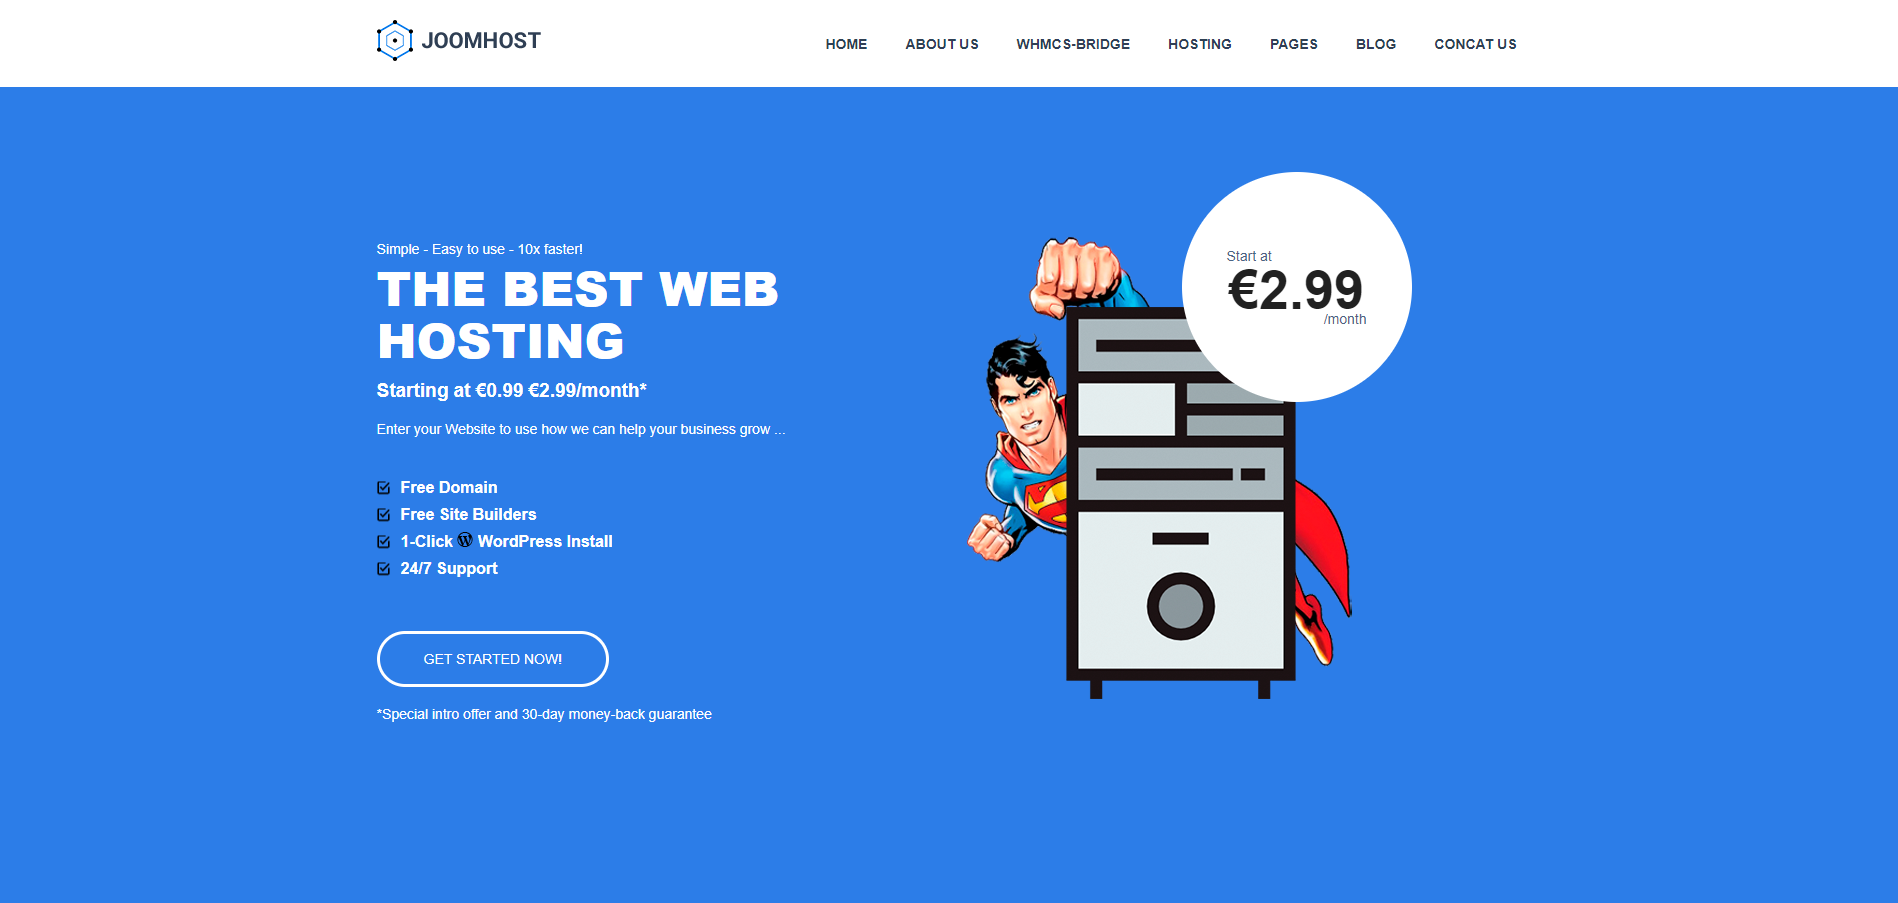 JOOMHOST
HOME ABOUT US WHMCS-BRIDGE HOSTING PAGES BLOG CONCAT US
Simple - Easy to use - 10x faster!
THE BEST WEB
HOSTING
Starting at €0.99 €2.99/month*
Enter your Website to use how we can help your business grow ...
Free Domain
Free Site Builders
1-Click WordPress Install
24/7 Support
GET STARTED NOW!
*Special intro offer and 30-day money-back guarantee
Start at
€2.99
/month